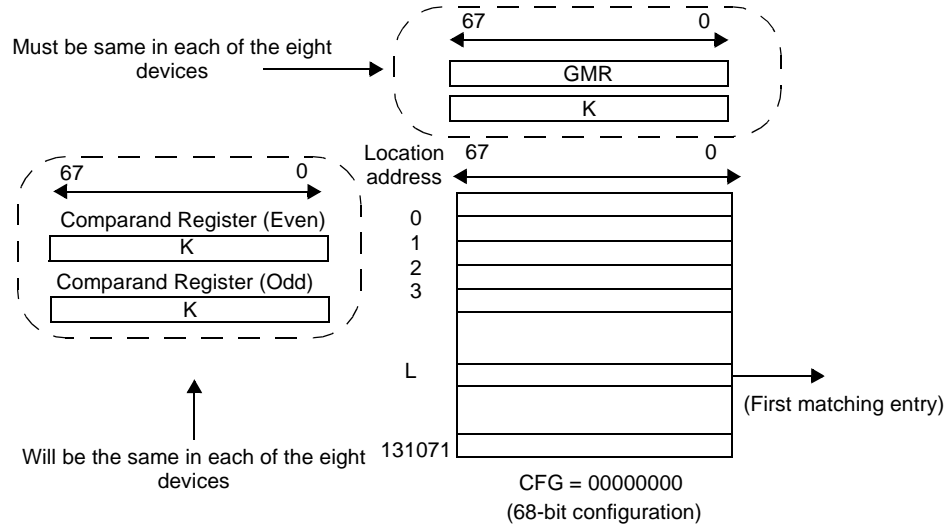 67 0
Must be same in each of the eight
devices
GMR
K
Location
address
67 0
67 0
Comparand Register (Even)
K
Comparand Register (Odd)
K
0
1
2
3
L
(First matching entry)
131071
Will be the same in each of the eight
devices
CFG = 00000000
(68-bit configuration)